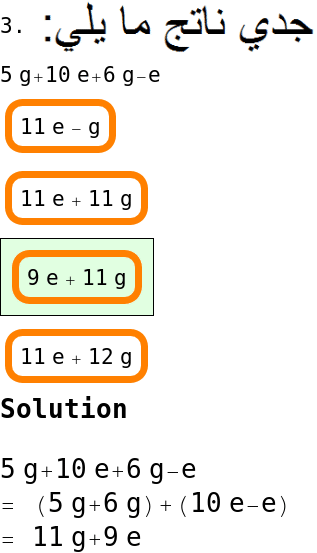 3. جدي ناتج ما يلي:
5 g+10 e+6 g−e
11 e − g
11 e + 11 g
9 e + 11 g
11 e + 12 g
Solution
5 g+10 e+6 g−e
= (5 g+6 g)+(10 e−e)
= 11 g+9 e